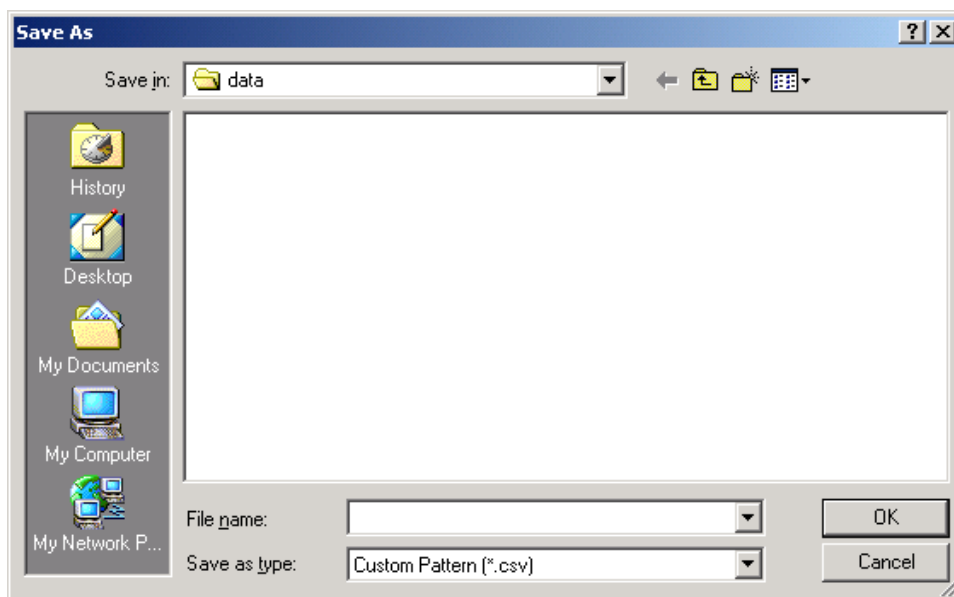 Save As
Save in:
data
History
Desktop
My Documents
My Computer
My Network P...
File name:
OK
Save as type:
Custom Pattern (*.csv)
Cancel